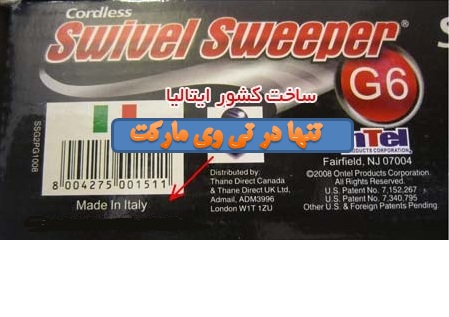 Cordless
Swivel Sweeper®
G6
ساخت کشور ایتالیا
تنها در تی وی مارکت
SSG2PG1008
8 004275 001511
Made In Italy
Distributed by:
Thane Direct Canada
& Thane Direct UK Ltd,
Admail, ADM3996
London W1T 1ZU
PRODUCTS CORPORATION
Fairfield, NJ 07004
©2008 Ontel Products Corporation
All Rights Reserved.
U.S. Patent No. 7,152,267
U.S. Patent No. 7,340,795
Other U.S. & Foreign Patents Pending